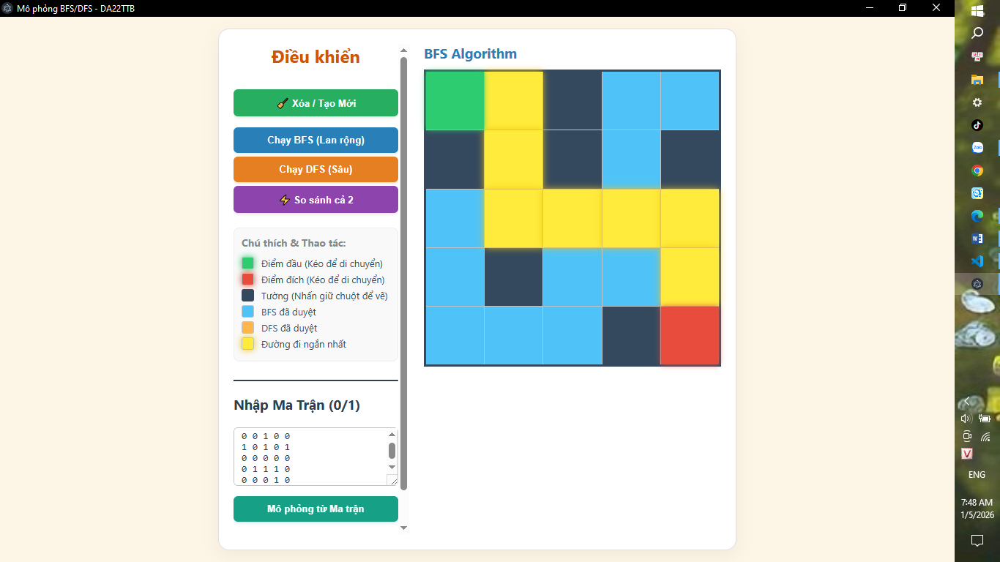 Mô phỏng BFS/DFS - DA22TTB
Điều khiển
Xóa / Tạo Mới
Chạy BFS (Lan rộng)
Chạy DFS (Sâu)
⚡ So sánh cả 2
Chú thích & Thao tác:
Điểm đầu (Kéo để di chuyển)
Điểm đích (Kéo để di chuyển)
Tường (Nhấn giữ chuột để vẽ)
BFS đã duyệt
DFS đã duyệt
Đường đi ngắn nhất
Nhập Ma Trận (0/1)
0 0 1 0 0
1 0 1 0 1
0 0 0 0 0
0 1 1 1 0
0 0 0 1 0
Mô phỏng từ Ma trận
BFS Algorithm
Zalo
ENG
7:48 AM
1/5/2026